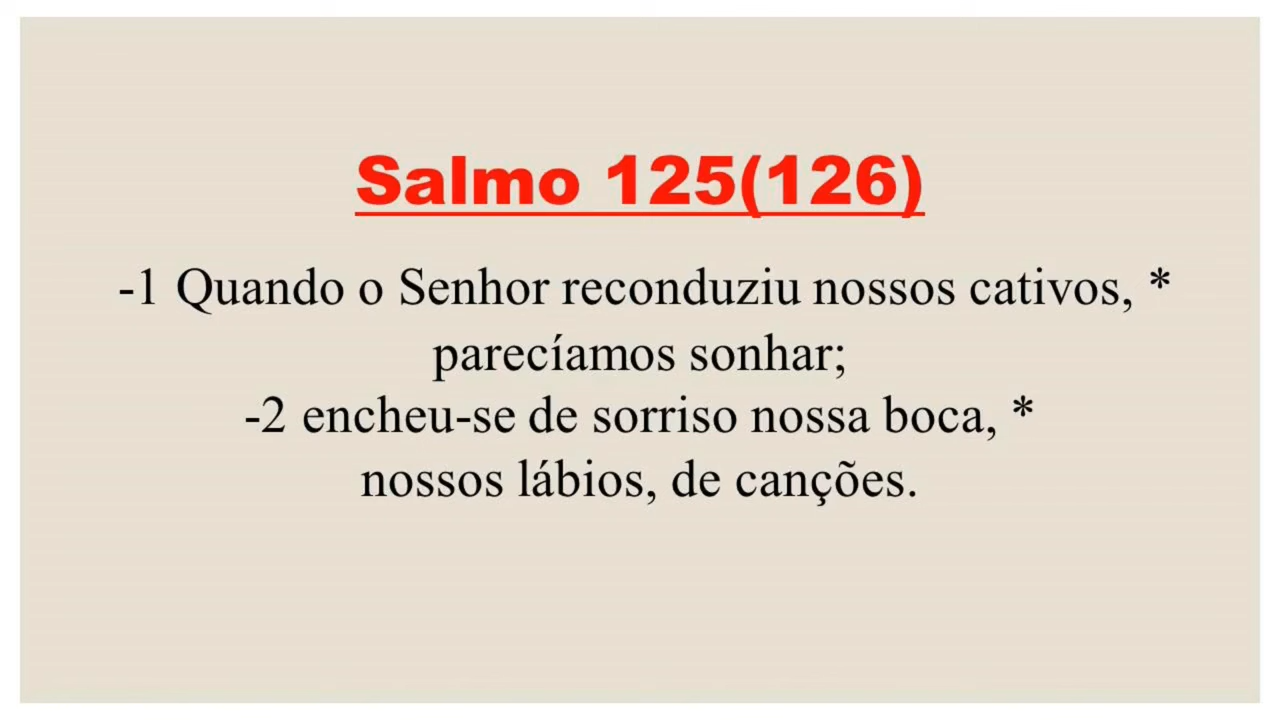 Salmo 125(126)
-1 Quando o Senhor reconduziu nossos cativos, *
parecíamos sonhar;
-2 encheu-se de sorriso nossa boca, *
nossos lábios, de canções.